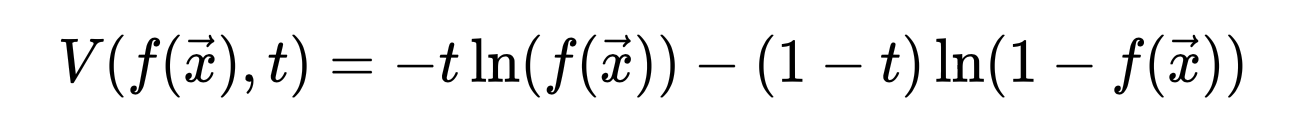 V(f(x⃗), t) = −t ln(f(x⃗)) − (1 − t) ln(1 − f(x⃗))